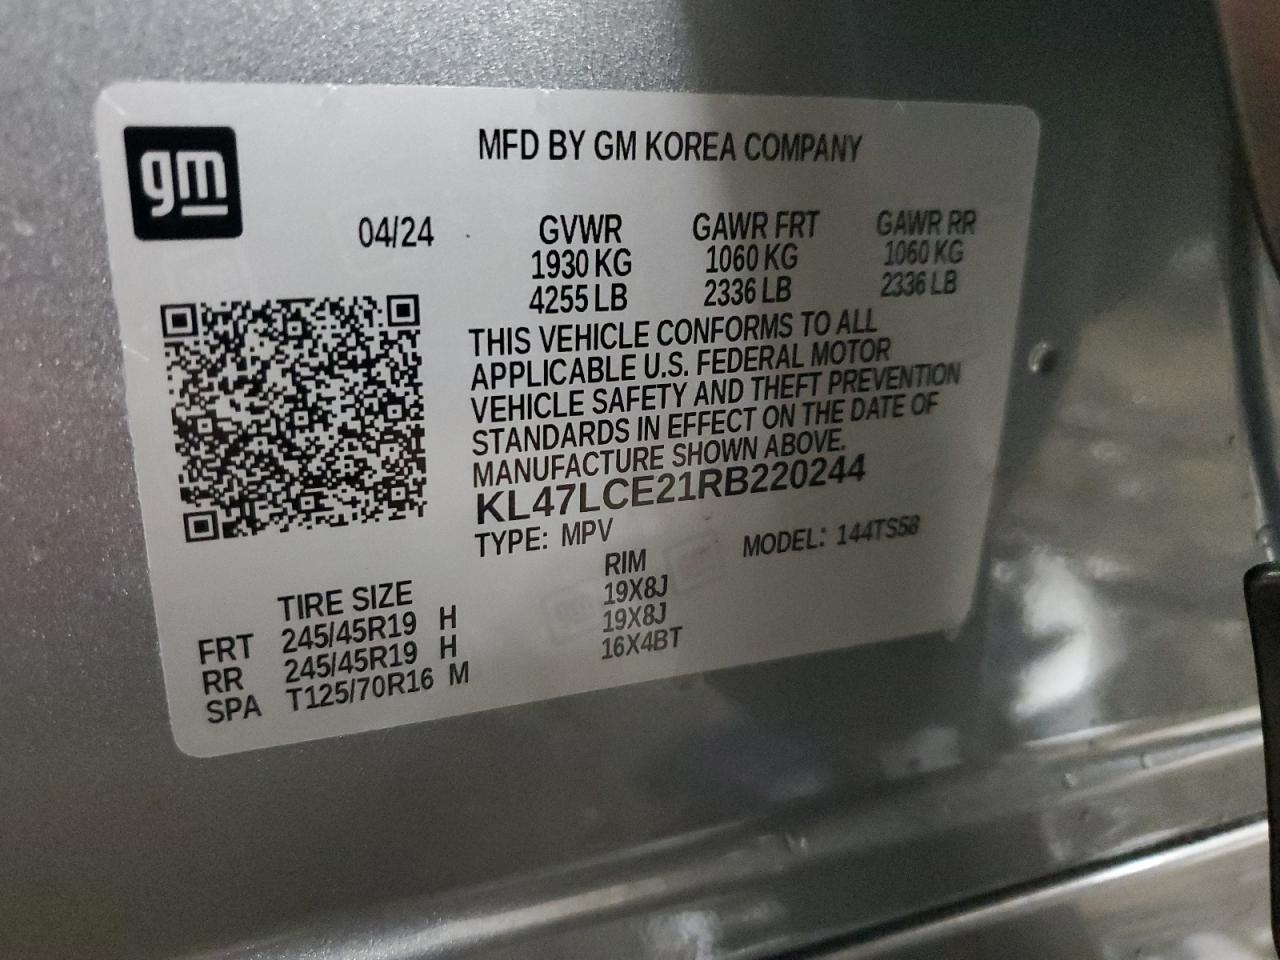 gm
MFD BY GM KOREA COMPANY
04/24 GVWR GAWR FRT GAWR RR
1930 KG 1060 KG 1060 KG
4255 LB 2336 LB 2336 LB
THIS VEHICLE CONFORMS TO ALL
APPLICABLE U.S. FEDERAL MOTOR
VEHICLE SAFETY AND THEFT PREVENTION
STANDARDS IN EFFECT ON THE DATE OF
MANUFACTURE SHOWN ABOVE.
KL47LCE21RB220244
TYPE: MPV MODEL: 144TS58
TIRE SIZE RIM
FRT 245/45R19 H 19X8J
RR 245/45R19 H 19X8J
SPA T125/70R16 M 16X4BT